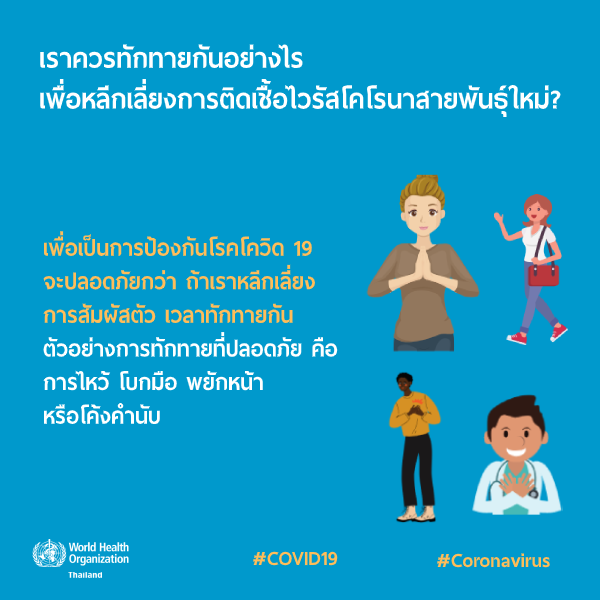 เราควรทักทายกันอย่างไร
เพื่อหลีกเลี่ยงการติดเชื้อไวรัสโคโรนาสายพันธุ์ใหม่?
เพื่อเป็นการป้องกันโรคโควิด 19
จะปลอดภัยกว่า ถ้าเราหลีกเลี่ยง
การสัมผัสตัว เวลาทักทายกัน
ตัวอย่างการทักทายที่ปลอดภัย คือ
การไหว้ โบกมือ พยักหน้า
หรือโค้งคำนับ
World Health
Organization
Thailand
#COVID19
#Coronavirus